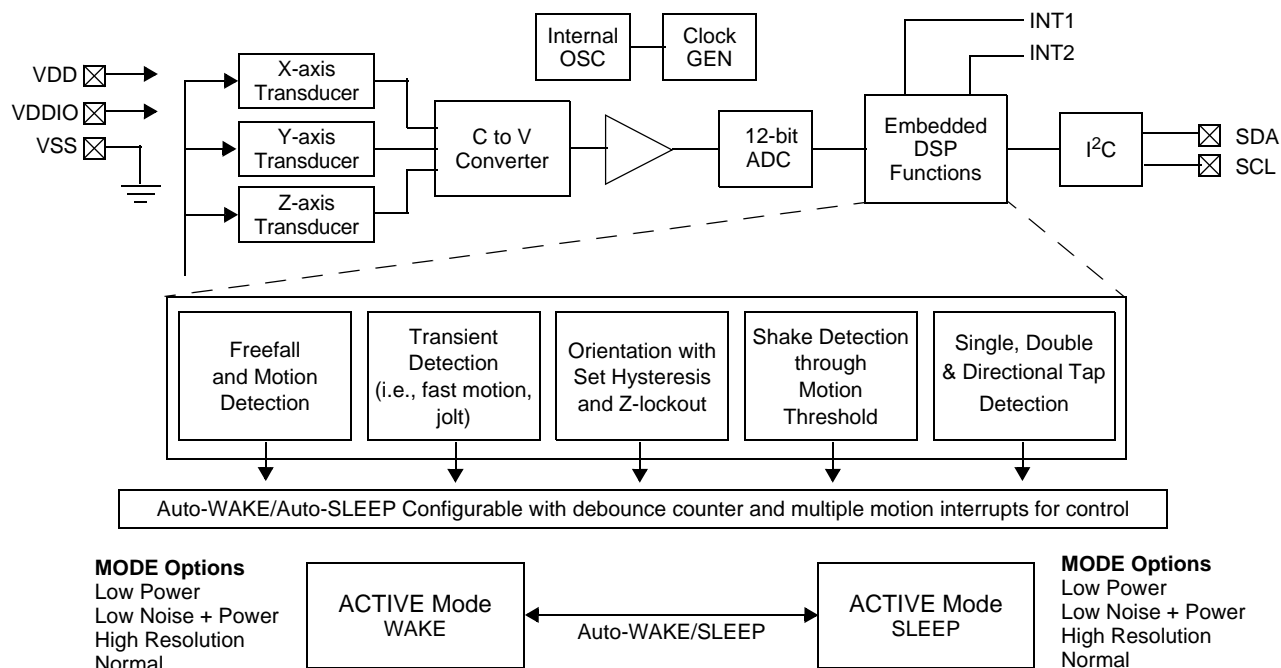 INT1
Internal
OSC
Clock
GEN
INT2
VDD
X-axis
Transducer
VDDIO
C to V
Converter
12-bit
ADC
Embedded
DSP
Functions
I²C
SDA
VSS
Y-axis
Transducer
SCL
Z-axis
Transducer
Freefall
and Motion
Detection
Transient
Detection
(i.e., fast motion,
jolt)
Orientation with
Set Hysteresis
and Z-lockout
Shake Detection
through
Motion
Threshold
Single, Double
& Directional Tap
Detection
Auto-WAKE/Auto-SLEEP Configurable with debounce counter and multiple motion interrupts for control
MODE Options
Low Power
Low Noise + Power
High Resolution
Normal
ACTIVE Mode
WAKE
Auto-WAKE/SLEEP
ACTIVE Mode
SLEEP
MODE Options
Low Power
Low Noise + Power
High Resolution
Normal